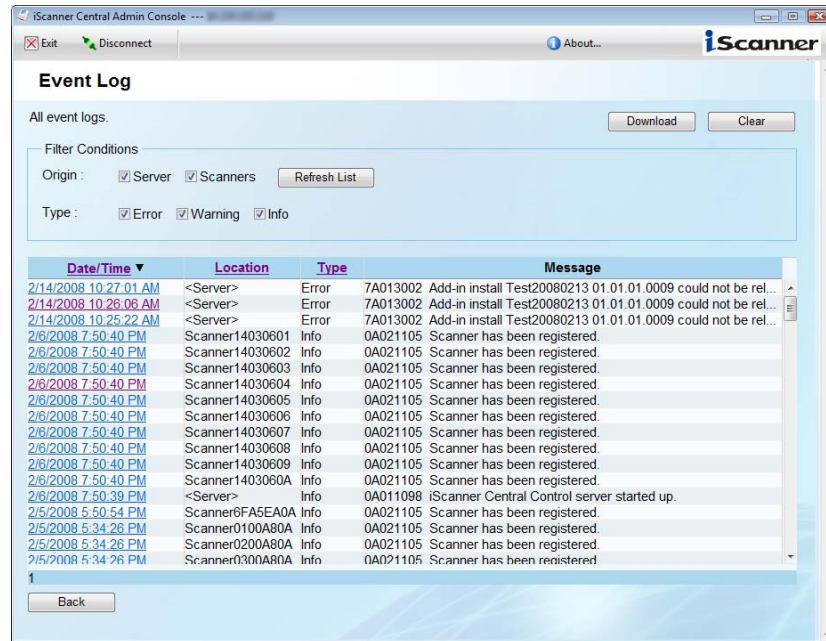 iScanner Central Admin Console ---
Exit Disconnect About... iScanner
Event Log
All event logs.
Download Clear
Filter Conditions
Origin : Server Scanners Refresh List
Type : Error Warning Info
Date/Time ▼ Location Type Message
2/14/2008 10:27:01 AM <Server> Error 7A013002 Add-in install Test20080213 01.01.01.0009 could not be rel...
2/14/2008 10:26:06 AM <Server> Error 7A013002 Add-in install Test20080213 01.01.01.0009 could not be rel...
2/14/2008 10:25:22 AM <Server> Error 7A013002 Add-in install Test20080213 01.01.01.0009 could not be rel...
2/6/2008 7:50:40 PM Scanner14030601 Info 0A021105 Scanner has been registered.
2/6/2008 7:50:40 PM Scanner14030602 Info 0A021105 Scanner has been registered.
2/6/2008 7:50:40 PM Scanner14030603 Info 0A021105 Scanner has been registered.
2/6/2008 7:50:40 PM Scanner14030604 Info 0A021105 Scanner has been registered.
2/6/2008 7:50:40 PM Scanner14030605 Info 0A021105 Scanner has been registered.
2/6/2008 7:50:40 PM Scanner14030606 Info 0A021105 Scanner has been registered.
2/6/2008 7:50:40 PM Scanner14030607 Info 0A021105 Scanner has been registered.
2/6/2008 7:50:40 PM Scanner14030608 Info 0A021105 Scanner has been registered.
2/6/2008 7:50:40 PM Scanner14030609 Info 0A021105 Scanner has been registered.
2/6/2008 7:50:40 PM Scanner1403060A Info 0A021105 Scanner has been registered.
2/6/2008 7:50:39 PM <Server> Info 0A011098 iScanner Central Control server started up.
2/5/2008 5:50:54 PM Scanner6FA5EA0A Info 0A021105 Scanner has been registered.
2/5/2008 5:34:26 PM Scanner0100A80A Info 0A021105 Scanner has been registered.
2/5/2008 5:34:26 PM Scanner0200A80A Info 0A021105 Scanner has been registered.
2/5/2008 5:34:26 PM Scanner0300A80A Info 0A021105 Scanner has been registered
1
Back